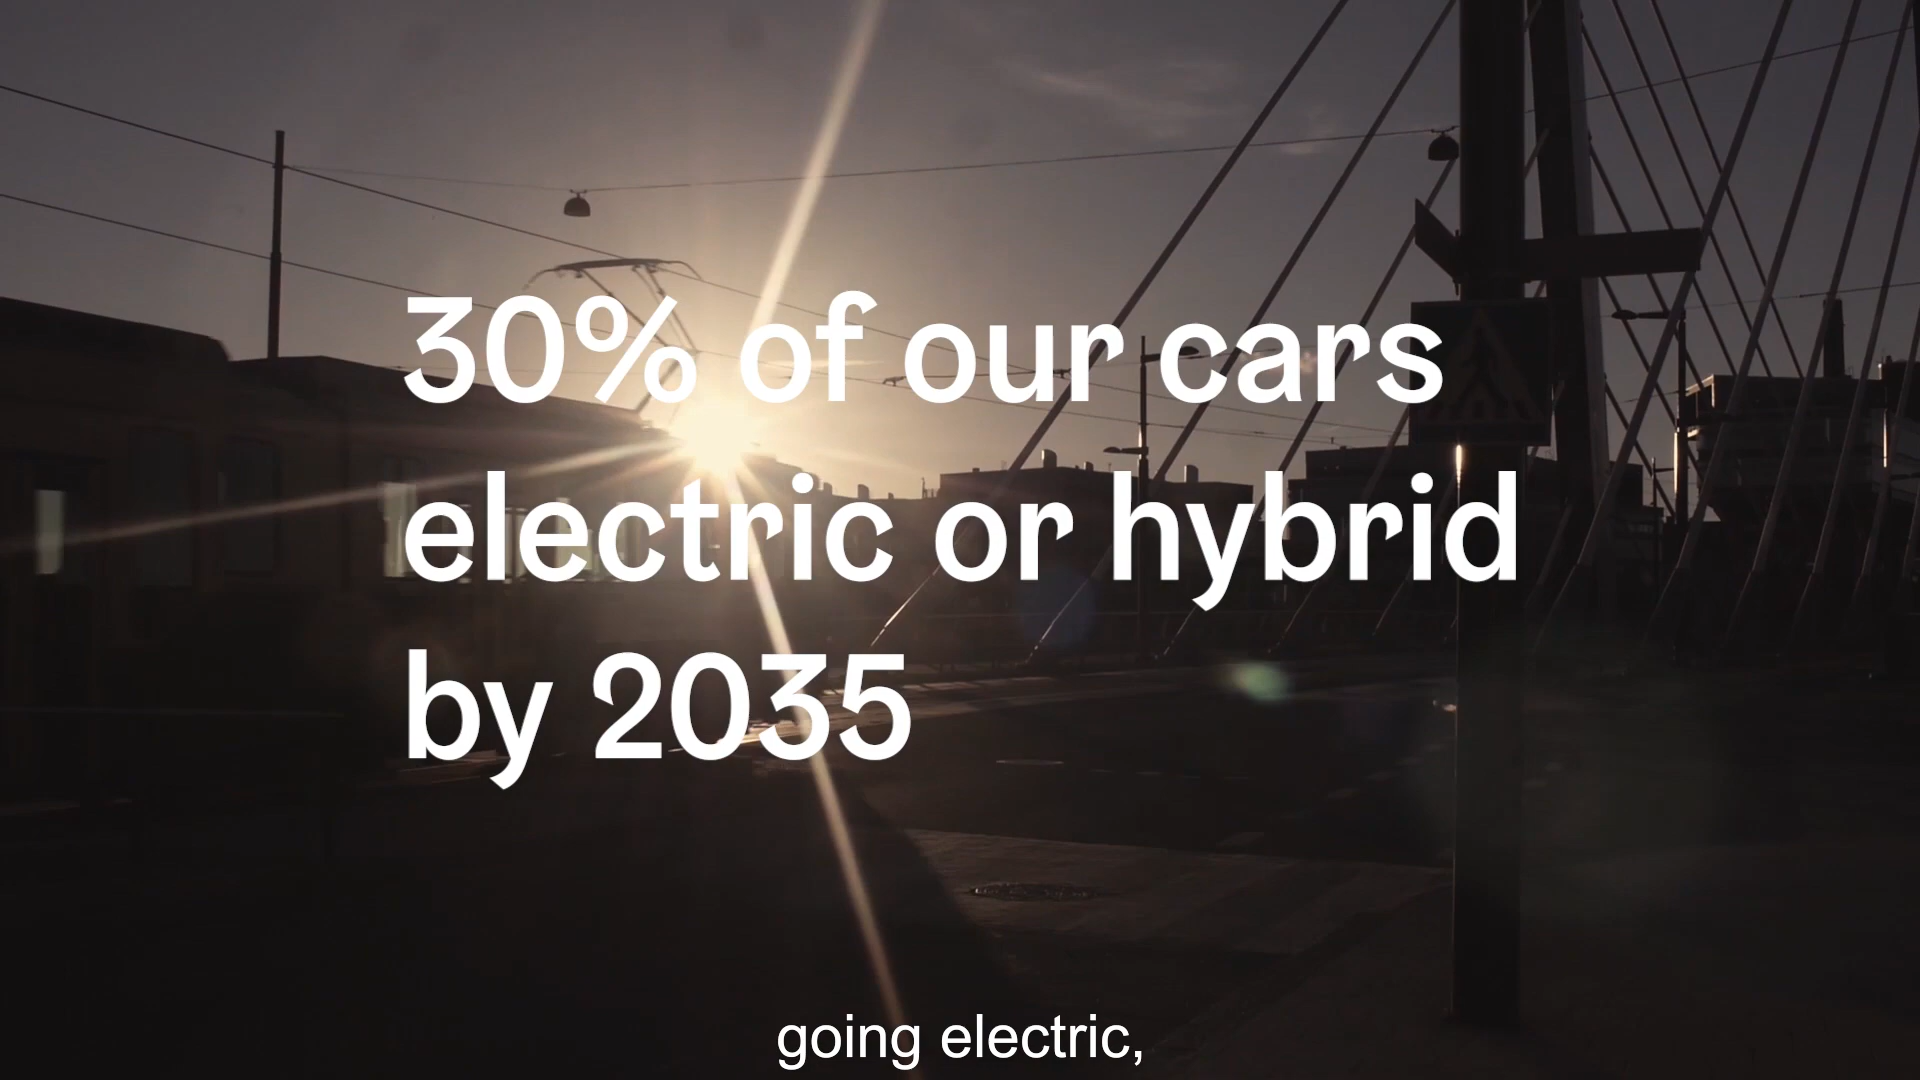 30% of our cars
electric or hybrid
by 2035
going electric,